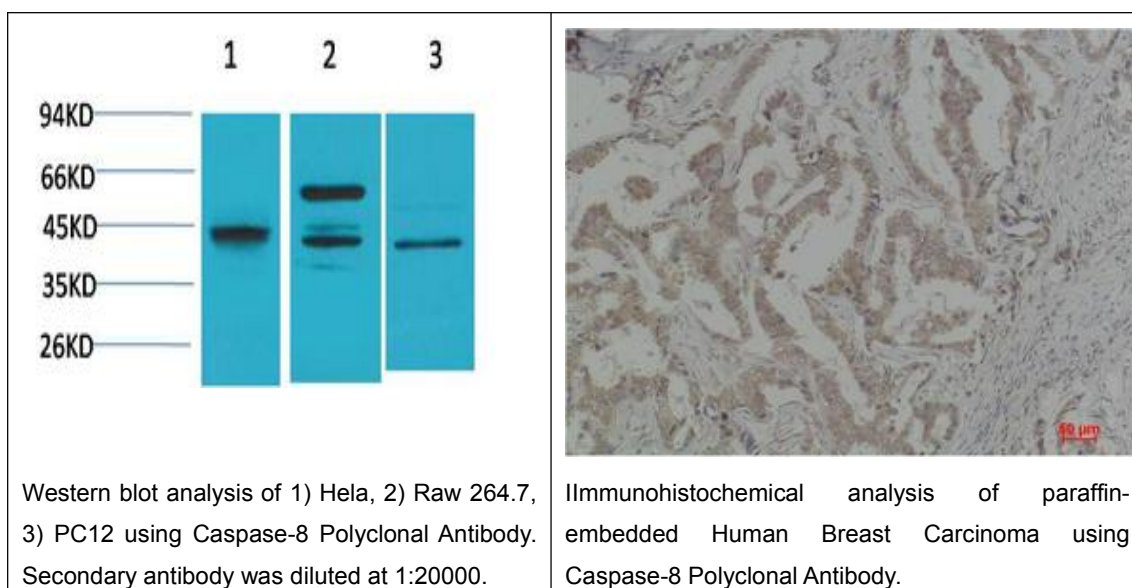 1 2 3
94KD
66KD
45KD
35KD
26KD
Western blot analysis of 1) Hela, 2) Raw 264.7,
3) PC12 using Caspase-8 Polyclonal Antibody.
Secondary antibody was diluted at 1:20000.
50 µm
IImmunohistochemical analysis of paraffin-
embedded Human Breast Carcinoma using
Caspase-8 Polyclonal Antibody.